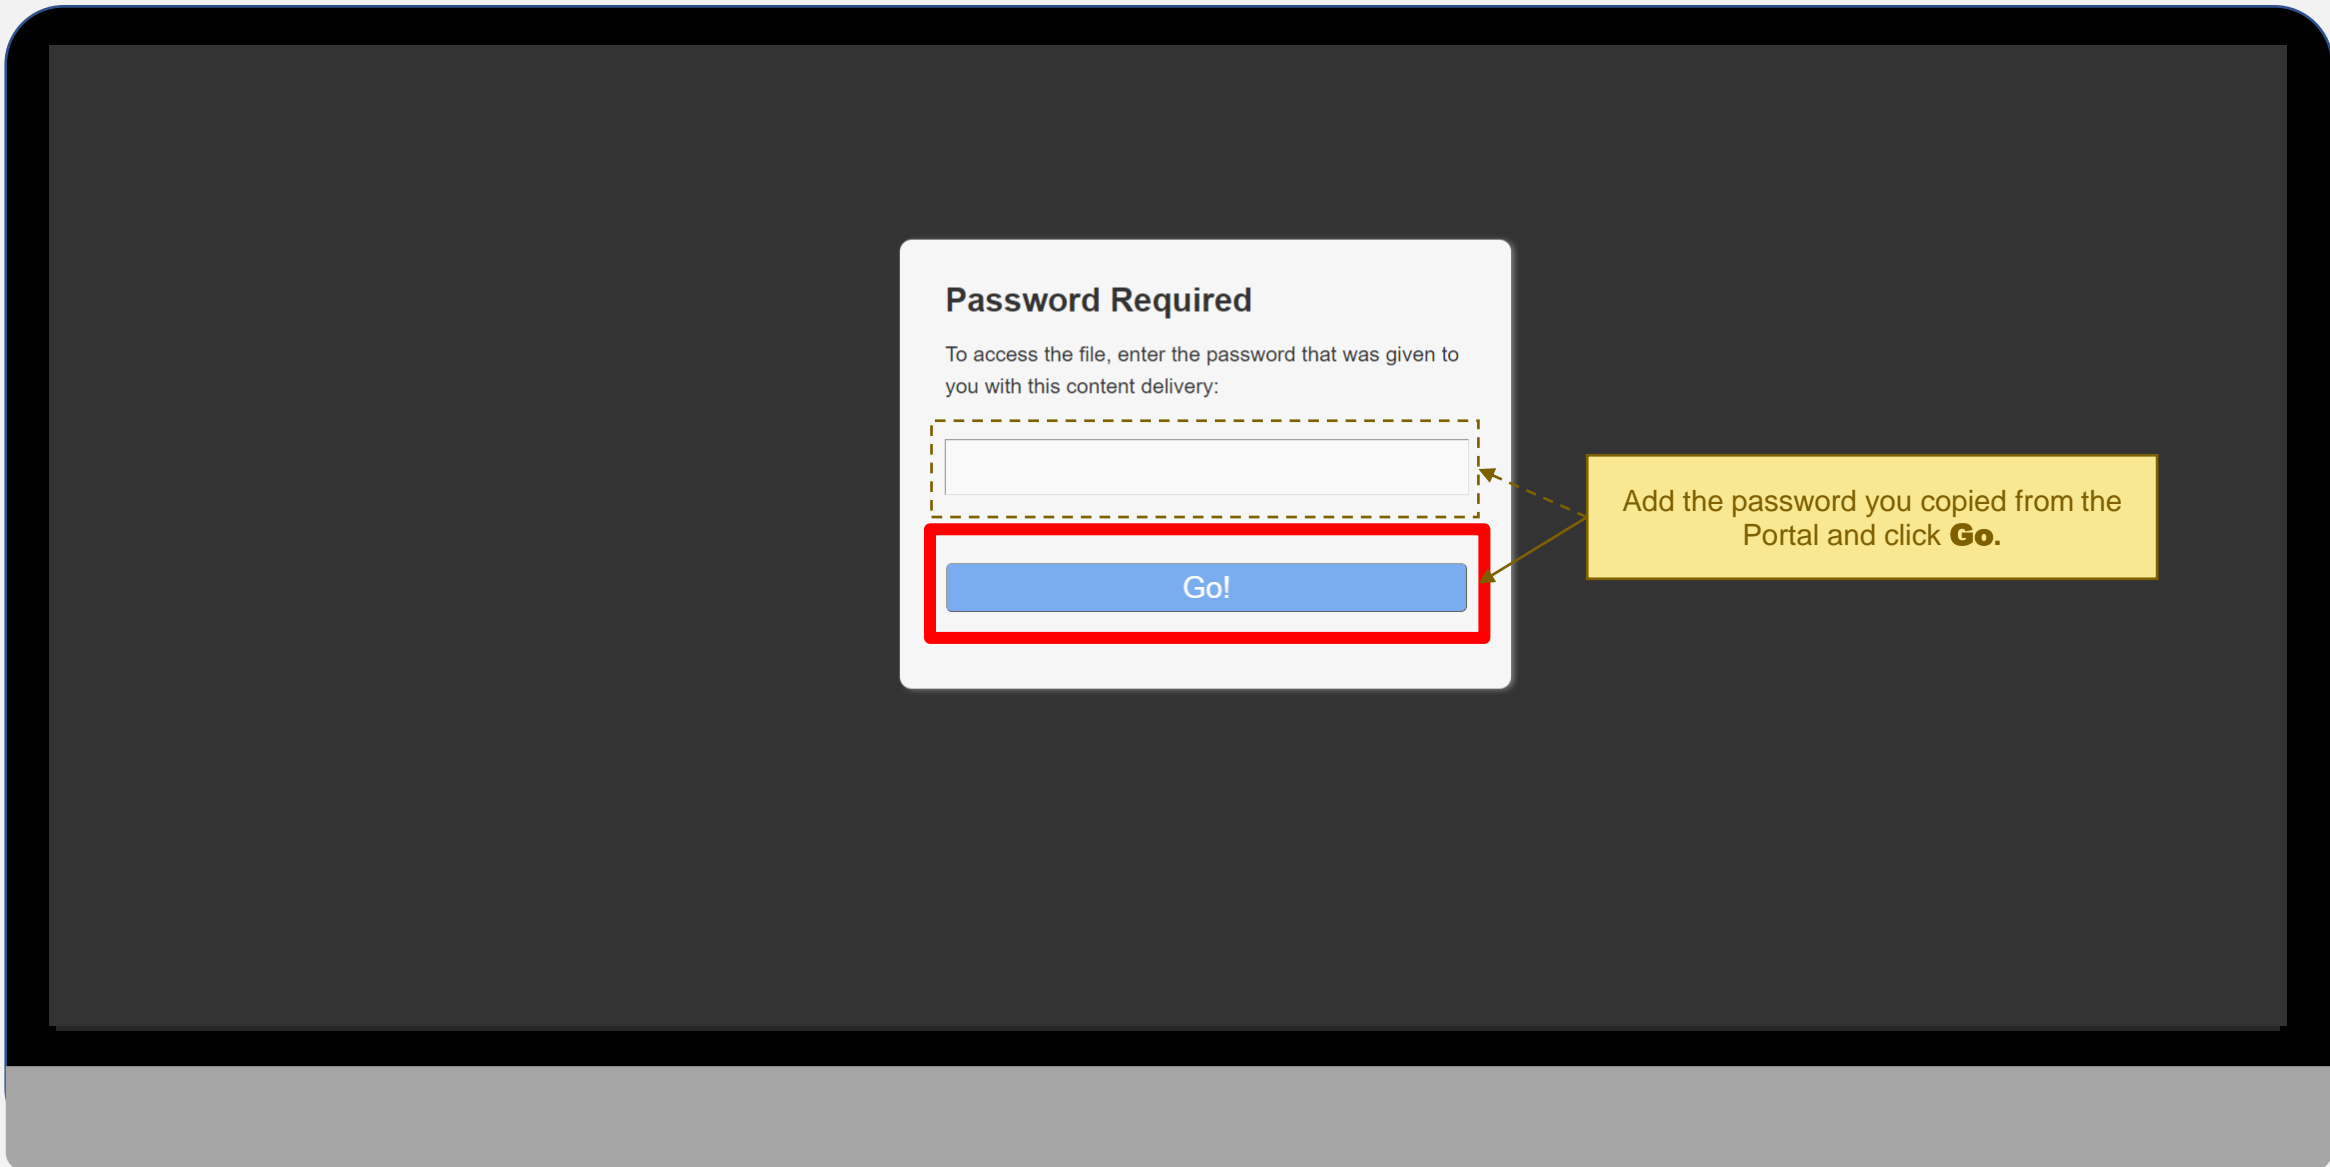 Password Required
To access the file, enter the password that was given to
you with this content delivery:
Go!
Add the password you copied from the
Portal and click Go.